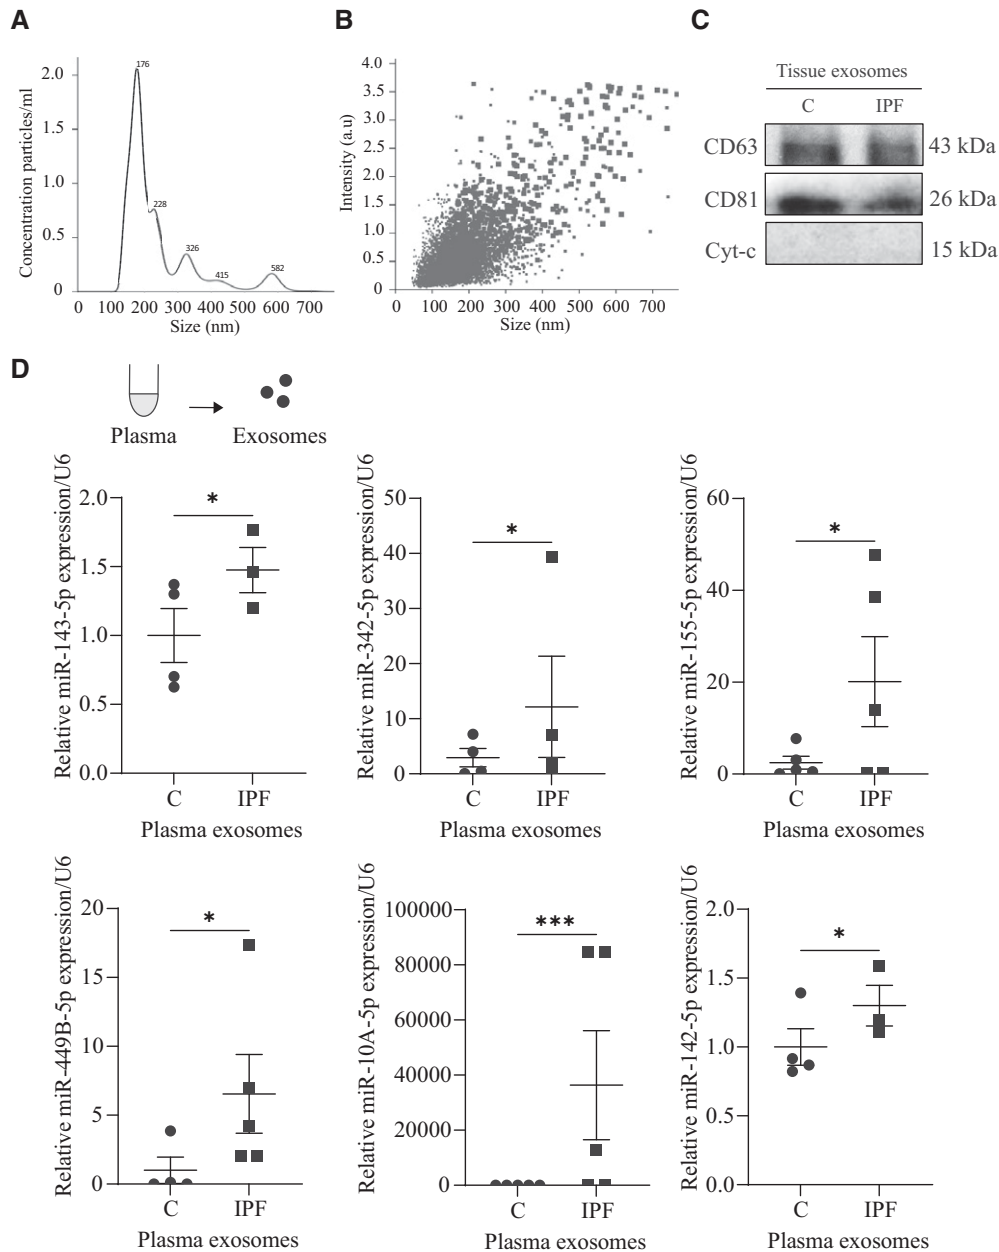 A
Concentration particles/ml
2.0
1.5
1.0
0.5
0
176
228
326
415
582
0 100 200 300 400 500 600 700
Size (nm)
B
Intensity (a.u)
4.0
3.5
3.0
2.5
2.0
1.5
1.0
0.5
0
0 100 200 300 400 500 600 700
Size (nm)
C
Tissue exosomes
C IPF
CD63 43 kDa
CD81 26 kDa
Cyt-c 15 kDa
D
Plasma Exosomes
Relative miR-143-5p expression/U6
2.0
1.5
1.0
0.5
0.0
*
C IPF
Plasma exosomes
Relative miR-342-5p expression/U6
50
40
30
20
10
0
*
C IPF
Plasma exosomes
Relative miR-155-5p expression/U6
60
40
20
0
*
C IPF
Plasma exosomes
Relative miR-449B-5p expression/U6
20
15
10
5
0
*
C IPF
Plasma exosomes
Relative miR-10A-5p expression/U6
100000
80000
60000
40000
20000
0
***
C IPF
Plasma exosomes
Relative miR-142-5p expression/U6
2.0
1.5
1.0
0.5
0.0
*
C IPF
Plasma exosomes